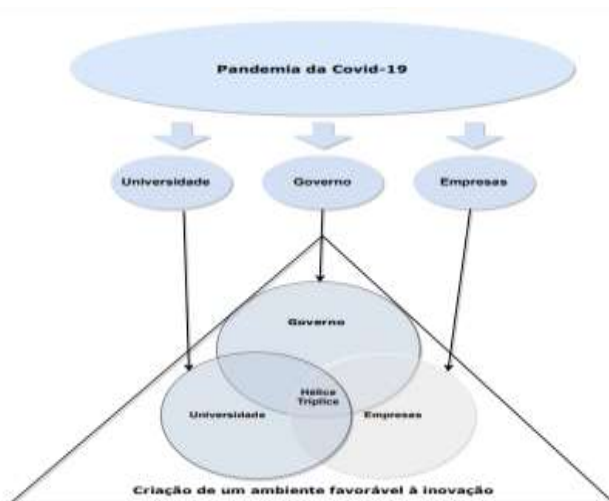 Pandemia da Covid-19
Universidade
Governo
Empresas
Governo
Hélice
Tríplice
Universidade
Empresas
Criação de um ambiente favorável à inovação